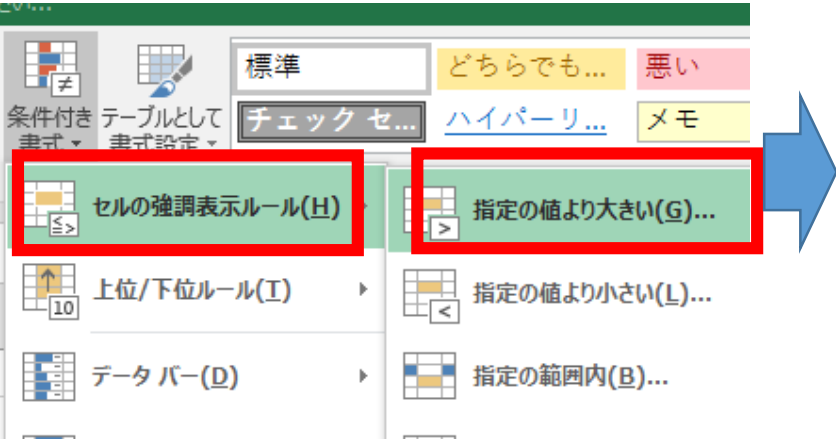 標準
どちらでも...
悪い
条件付き
書式
テーブルとして
書式設定
チェック セ...
ハイパーリ...
メモ
セルの強調表示ルール(H)
指定の値より大きい(G)...
上位/下位ルール(T)
指定の値より小さい(L)...
データ バー(D)
指定の範囲内(B)...
10